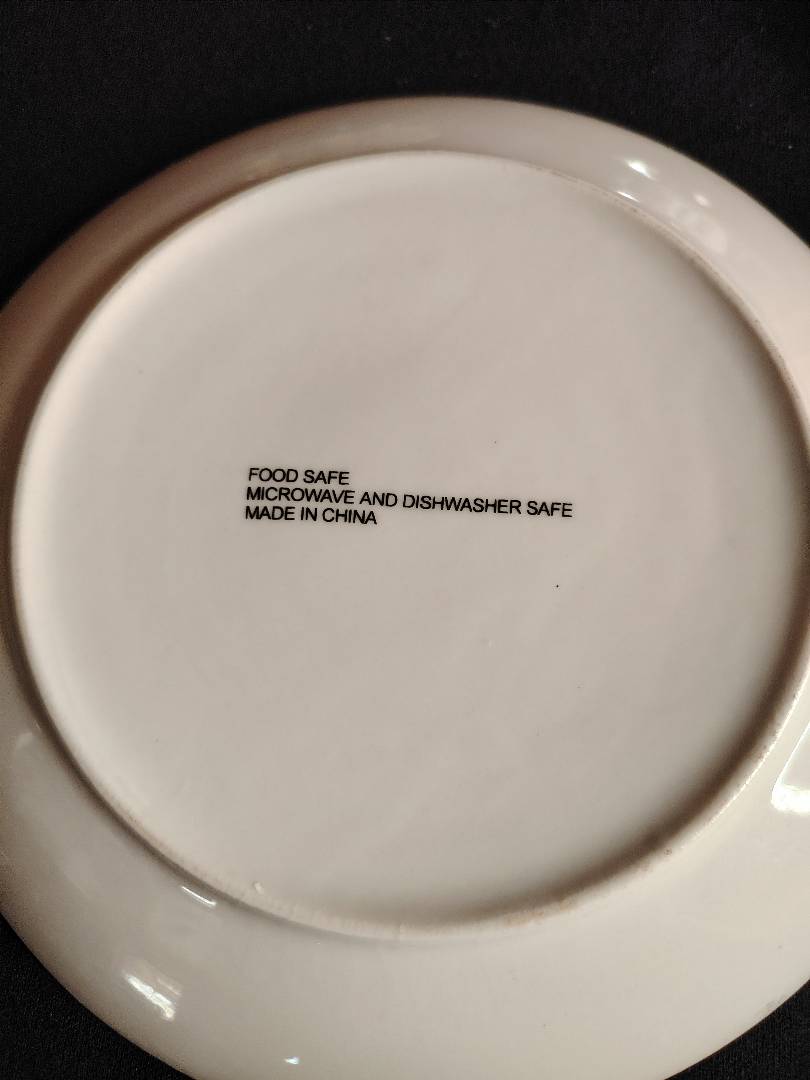 FOOD SAFE
MICROWAVE AND DISHWASHER SAFE
MADE IN CHINA